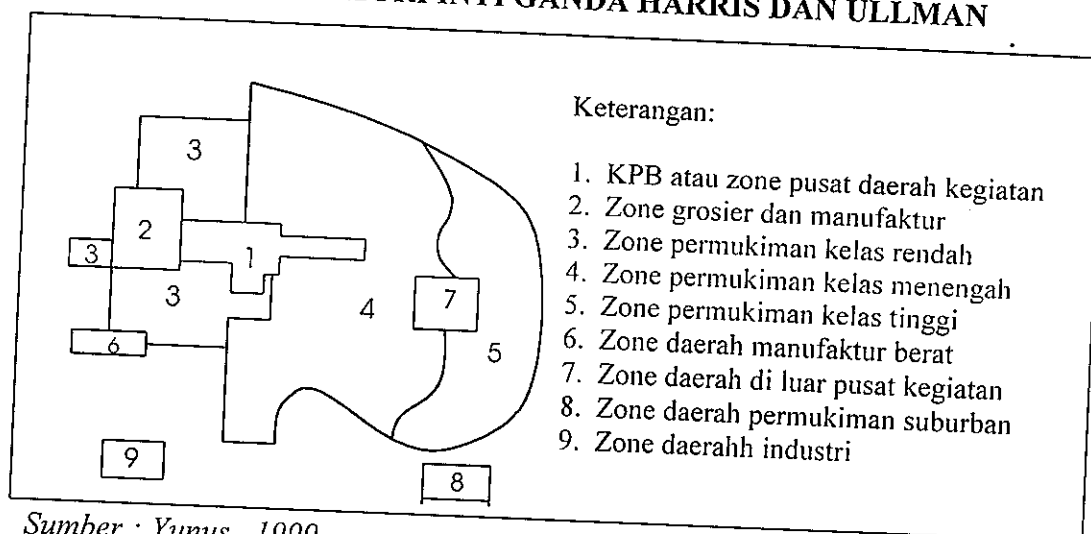 INTI GANDA HARRIS DAN ULLMAN
Keterangan:
1. KPB atau zone pusat daerah kegiatan
2. Zone grosier dan manufaktur
3. Zone permukiman kelas rendah
4. Zone permukiman kelas menengah
5. Zone permukiman kelas tinggi
6. Zone daerah manufaktur berat
7. Zone daerah di luar pusat kegiatan
8. Zone daerah permukiman suburban
9. Zone daerahh industri
3
2
3
1
3
4
7
6
5
9
8
Sumber : Yunus, 1999